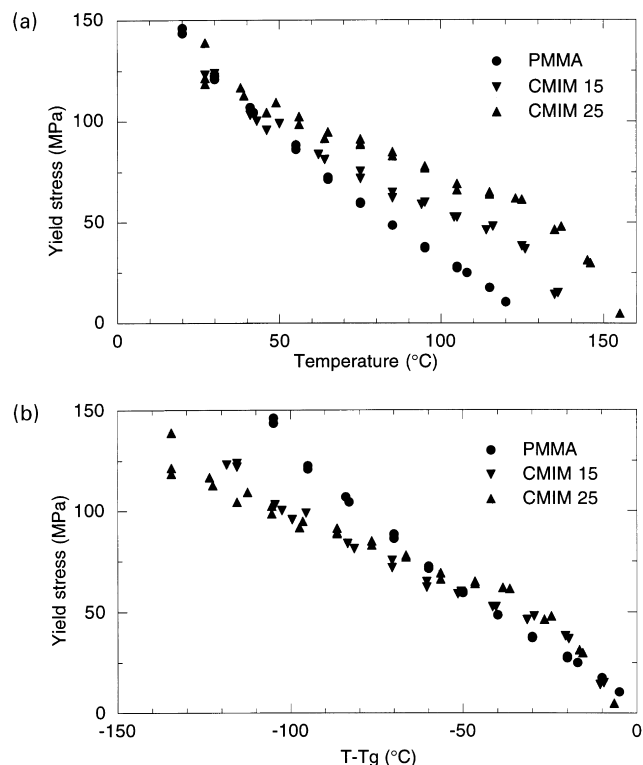 (a)
150
100
50
0
Yield stress (MPa)
PMMA
CMIM 15
CMIM 25
0
50
100
150
Temperature (°C)
(b)
150
100
50
0
Yield stress (MPa)
PMMA
CMIM 15
CMIM 25
-150
-100
-50
0
T-Tg (°C)